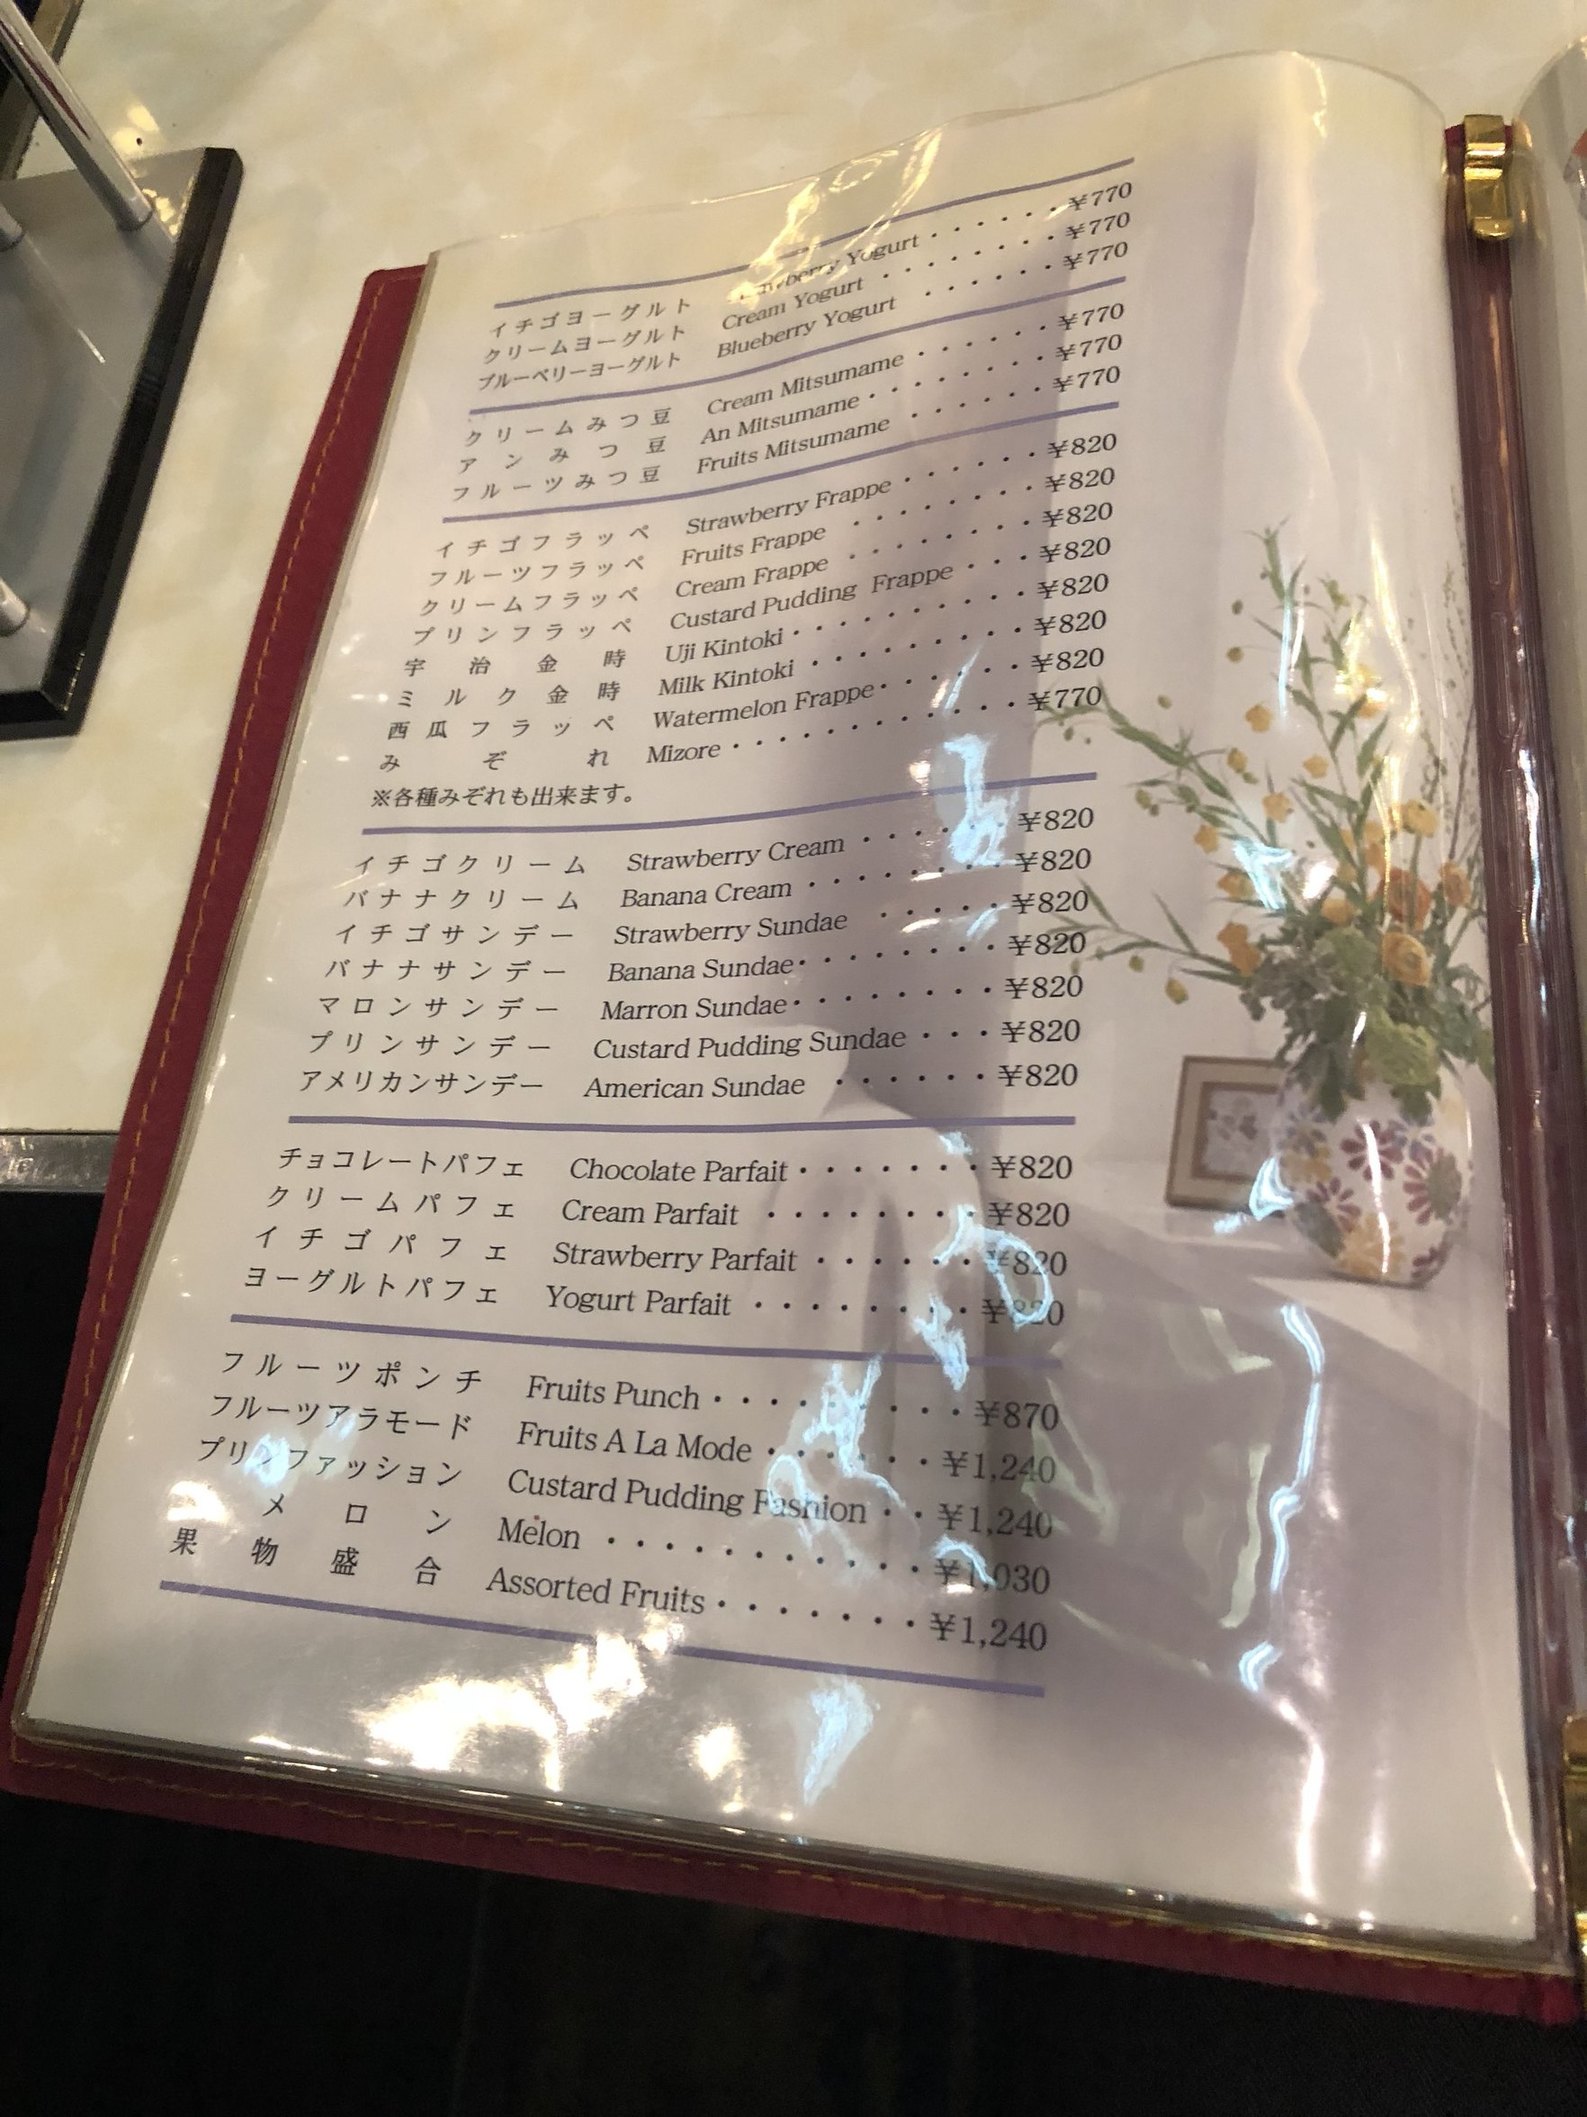 イチゴヨーグルト Strawberry Yogurt ・・・・・・ ¥770
クリームヨーグルト Cream Yogurt ・・・・・・・・ ¥770
ブルーベリーヨーグルト Blueberry Yogurt ・・・・・・ ¥770
クリームみつ豆 Cream Mitsumame ・・・・・・ ¥770
アンみつ豆 An Mitsumame ・・・・・・・ ¥770
フルーツみつ豆 Fruits Mitsumame ・・・・・・ ¥770
イチゴフラッペ Strawberry Frappe ・・・・・・ ¥820
フルーツフラッペ Fruits Frappe ・・・・・・・・ ¥820
クリームフラッペ Cream Frappe ・・・・・・・・ ¥820
プリンフラッペ Custard Pudding Frappe ・・・ ¥820
宇治金時 Uji Kintoki ・・・・・・・・・・ ¥820
ミルク金時 Milk Kintoki ・・・・・・・・・ ¥820
西瓜フラッペ Watermelon Frappe ・・・・・・ ¥820
みぞれ Mizore ・・・・・・・・・・・・ ¥770
※各種みぞれも出来ます。
イチゴクリーム Strawberry Cream ・・・・・・ ¥820
バナナクリーム Banana Cream ・・・・・・・・ ¥820
イチゴサンデー Strawberry Sundae ・・・・・ ¥820
バナナサンデー Banana Sundae ・・・・・・・・ ¥820
マロンサンデー Marron Sundae ・・・・・・・・ ¥820
プリンサンデー Custard Pudding Sundae ・・・ ¥820
アメリカンサンデー American Sundae ・・・・・・ ¥820
チョコレートパフェ Chocolate Parfait ・・・・・・・ ¥820
クリームパフェ Cream Parfait ・・・・・・・・ ¥820
イチゴパフェ Strawberry Parfait ・・・・・・ ¥820
ヨーグルトパフェ Yogurt Parfait ・・・・・・・・ ¥820
フルーツポンチ Fruits Punch ・・・・・・・・・ ¥870
フルーツアラモード Fruits A La Mode ・・・・・・ ¥1,240
プリンファッション Custard Pudding Fashion ・・ ¥1,240
メロン Melon ・・・・・・・・・・・ ¥1,030
果物盛合 Assorted Fruits ・・・・・・・ ¥1,240